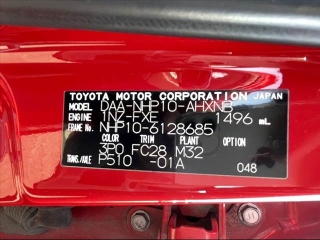 TOYOTA MOTOR CORPORATION JAPAN
MODEL DAA-NHP10-AHXNB
ENGINE 1NZ-FXE 1496 mL
FRAME NHP10-6128685
COLOR TRIM PLANT OPTION
3P0 FC28 M32
TRANS./AXLE P510 -01A
048